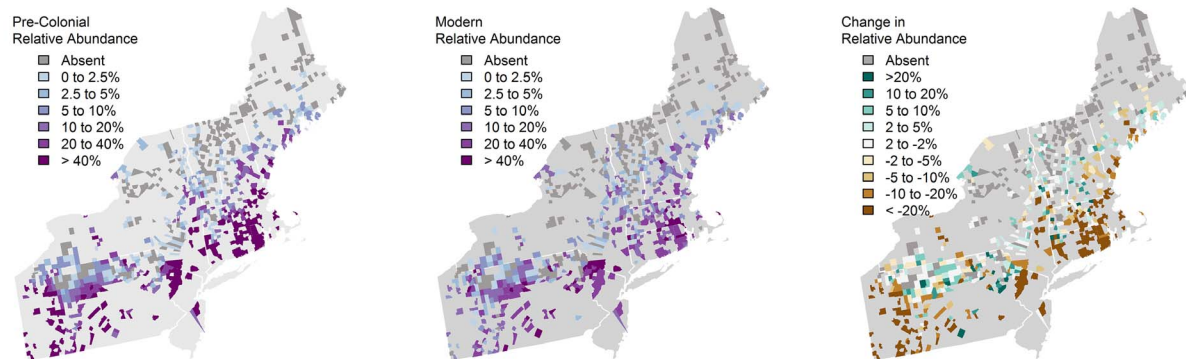 Pre-Colonial
Relative Abundance
Absent
0 to 2.5%
2.5 to 5%
5 to 10%
10 to 20%
20 to 40%
> 40%
Modern
Relative Abundance
Absent
0 to 2.5%
2.5 to 5%
5 to 10%
10 to 20%
20 to 40%
> 40%
Change in
Relative Abundance
Absent
>20%
10 to 20%
5 to 10%
2 to 5%
2 to -2%
-2 to -5%
-5 to -10%
-10 to -20%
< -20%